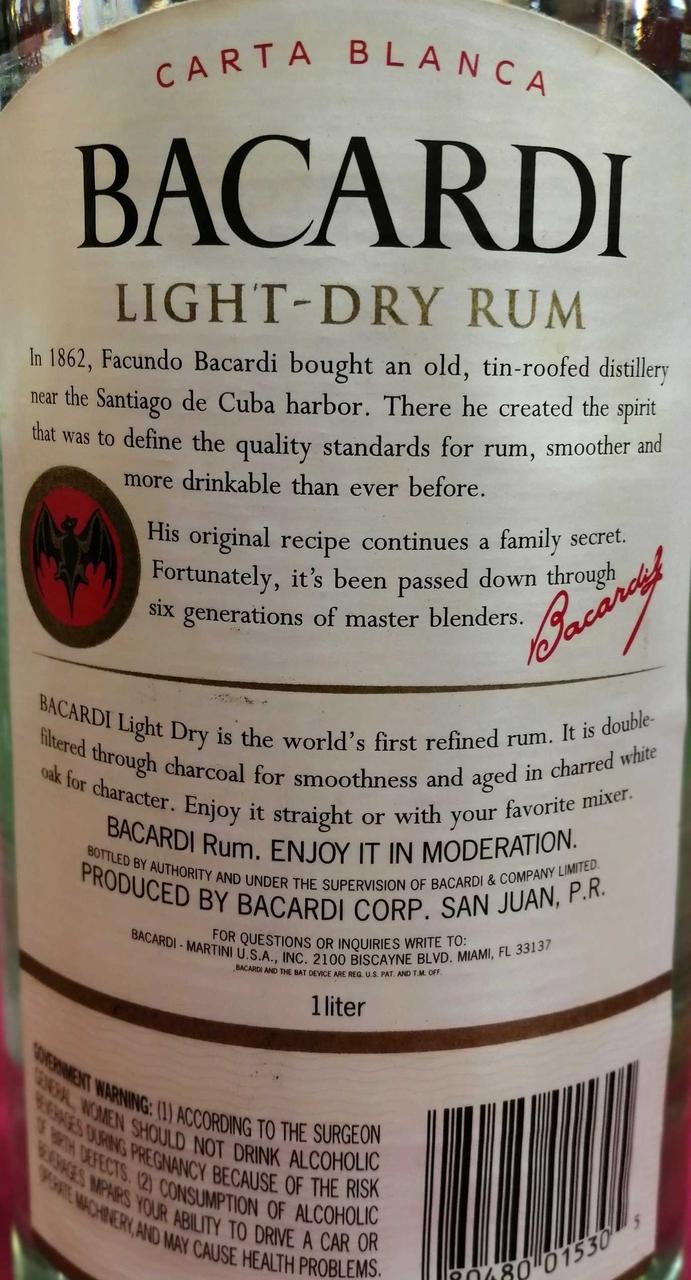 CARTA BLANCA
BACARDI
LIGHT-DRY RUM
In 1862, Facundo Bacardi bought an old, tin-roofed distillery
near the Santiago de Cuba harbor. There he created the spirit
that was to define the quality standards for rum, smoother and
more drinkable than ever before.
His original recipe continues a family secret.
Fortunately, it's been passed down through
six generations of master blenders.
Bacardi
BACARDI Light Dry is the world's first refined rum. It is double-
filtered through charcoal for smoothness and aged in charred white
oak for character. Enjoy it straight or with your favorite mixer.
BACARDI Rum. ENJOY IT IN MODERATION.
BOTTLED BY AUTHORITY AND UNDER THE SUPERVISION OF BACARDI & COMPANY LIMITED.
PRODUCED BY BACARDI CORP. SAN JUAN, P.R.
FOR QUESTIONS OR INQUIRIES WRITE TO:
BACARDI - MARTINI U.S.A., INC. 2100 BISCAYNE BLVD. MIAMI, FL 33137
BACARDI AND THE BAT DEVICE ARE REG. U.S. PAT. AND T.M. OFF.
1 liter
GOVERNMENT WARNING: (1) ACCORDING TO THE SURGEON
GENERAL, WOMEN SHOULD NOT DRINK ALCOHOLIC
BEVERAGES DURING PREGNANCY BECAUSE OF THE RISK
OF BIRTH DEFECTS. (2) CONSUMPTION OF ALCOHOLIC
BEVERAGES IMPAIRS YOUR ABILITY TO DRIVE A CAR OR
OPERATE MACHINERY, AND MAY CAUSE HEALTH PROBLEMS.
80480 01530 5